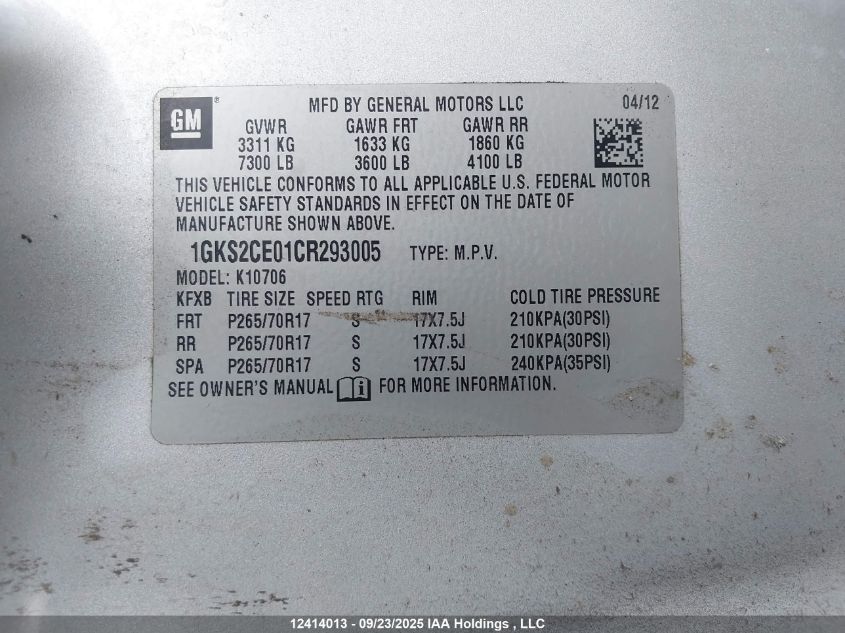 GM ® MFD BY GENERAL MOTORS LLC 04/12
GVWR GAWR FRT GAWR RR
3311 KG 1633 KG 1860 KG
7300 LB 3600 LB 4100 LB
THIS VEHICLE CONFORMS TO ALL APPLICABLE U.S. FEDERAL MOTOR
VEHICLE SAFETY STANDARDS IN EFFECT ON THE DATE OF
MANUFACTURE SHOWN ABOVE.
1GKS2CE01CR293005 TYPE: M.P.V.
MODEL: K10706
KFXB TIRE SIZE SPEED RTG RIM COLD TIRE PRESSURE
FRT P265/70R17 S 17X7.5J 210KPA(30PSI)
RR P265/70R17 S 17X7.5J 210KPA(30PSI)
SPA P265/70R17 S 17X7.5J 240KPA(35PSI)
SEE OWNER'S MANUAL i FOR MORE INFORMATION.
12414013 - 09/23/2025 IAA Holdings , LLC